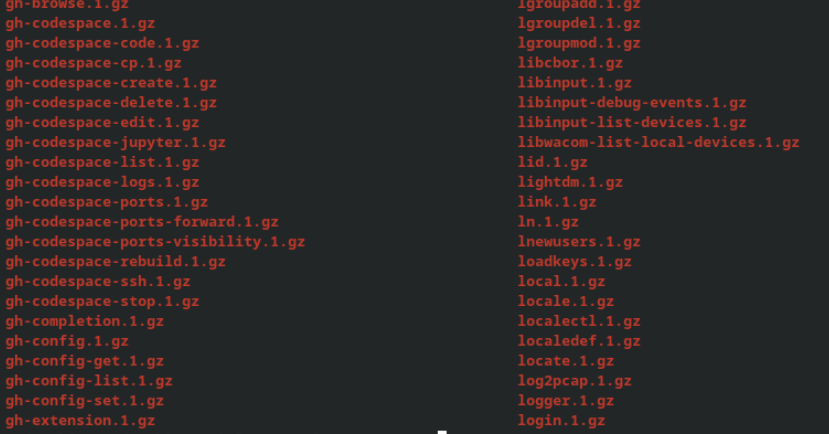 gh-browse.1.gz lgroupadd.1.gz
gh-codespace.1.gz lgroupdel.1.gz
gh-codespace-code.1.gz lgroupmod.1.gz
gh-codespace-cp.1.gz libcbor.1.gz
gh-codespace-create.1.gz libinput.1.gz
gh-codespace-delete.1.gz libinput-debug-events.1.gz
gh-codespace-edit.1.gz libinput-list-devices.1.gz
gh-codespace-jupyter.1.gz libwacom-list-local-devices.1.gz
gh-codespace-list.1.gz lid.1.gz
gh-codespace-logs.1.gz lightdm.1.gz
gh-codespace-ports.1.gz link.1.gz
gh-codespace-ports-forward.1.gz ln.1.gz
gh-codespace-ports-visibility.1.gz lnewusers.1.gz
gh-codespace-rebuild.1.gz loadkeys.1.gz
gh-codespace-ssh.1.gz local.1.gz
gh-codespace-stop.1.gz locale.1.gz
gh-completion.1.gz localectl.1.gz
gh-config.1.gz localedef.1.gz
gh-config-get.1.gz locate.1.gz
gh-config-list.1.gz log2pcap.1.gz
gh-config-set.1.gz logger.1.gz
gh-extension.1.gz login.1.gz